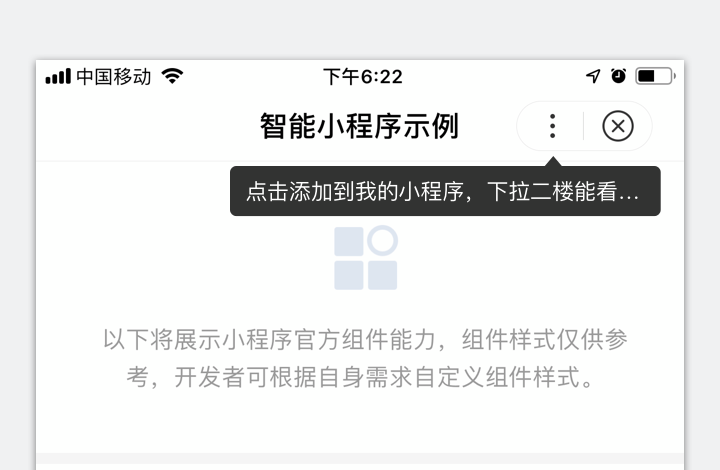 中国移动 下午6:22
智能小程序示例
点击添加到我的小程序，下拉二楼能看…
以下将展示小程序官方组件能力，组件样式仅供参
考，开发者可根据自身需求自定义组件样式。